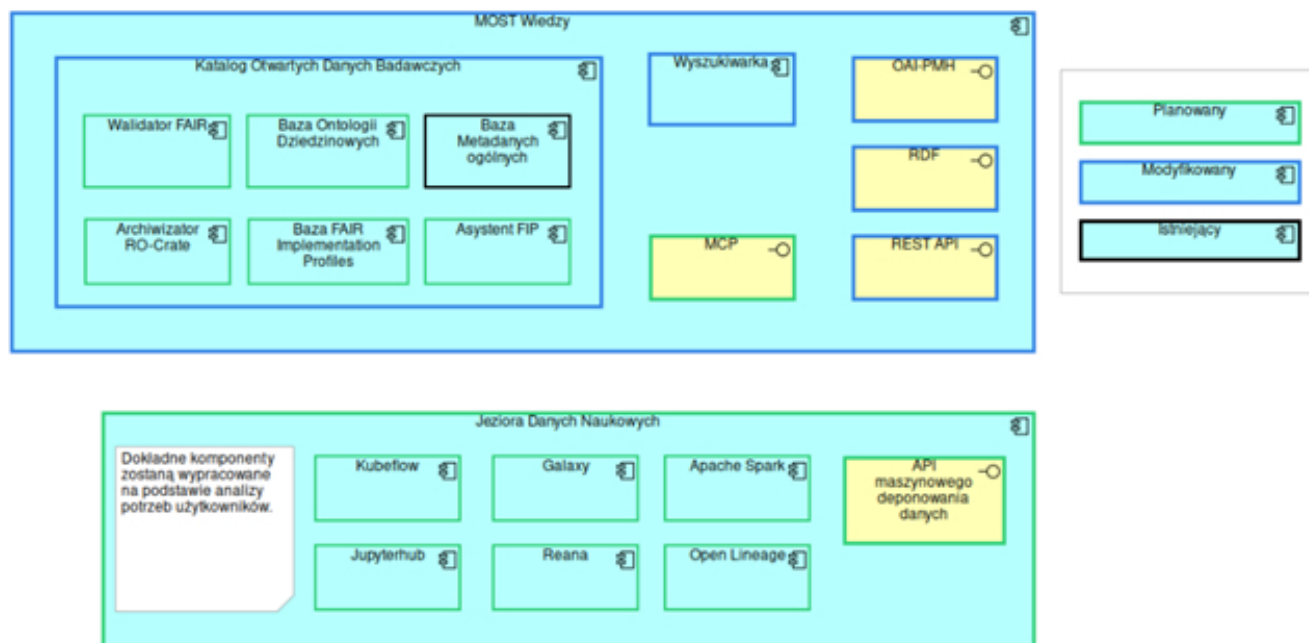 MOST Wiedzy
Katalog Otwartych Danych Badawczych
Walidator FAIR
Baza Ontologii
Dziedzinowych
Baza
Metadanych
ogólnych
Archiwizator
RO-Crate
Baza FAIR
Implementation
Profiles
Asystent FIP
Wyszukiwarka
OAI-PMH
RDF
MCP
REST API
Planowany
Modyfikowany
Istniejący
Jeziora Danych Naukowych
Dokładne komponenty
zostaną wypracowane
na podstawie analizy
potrzeb użytkowników.
Kubeflow
Galaxy
Apache Spark
API
maszynowego
deponowania
danych
Jupyterhub
Reana
Open Lineage